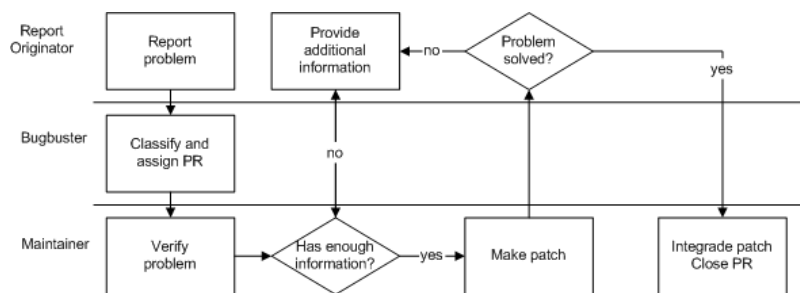 Report
Originator
Report
problem
Provide
additional
information
no
Problem
solved?
yes
Bugbuster
Classify and
assign PR
no
Maintainer
Verify
problem
Has enough
information?
yes
Make patch
Integrade patch
Close PR